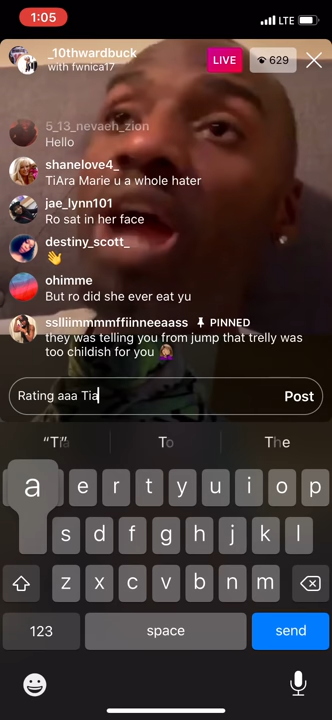 1:05
LTE
_10thwardbuck
with fwnica17
LIVE
629
5_13_nevaeh_zion
Hello
shanelove4_
TiAra Marie u a whole hater
jae_lynn101
Ro sat in her face
destiny_scott_
👋
ohimme
But ro did she ever eat yu
ssslliimmmmffiinneeaass PINNED
they was telling you from jump that trelly was
too childish for you 🤦🏽‍♀️
Rating aaa Tia
Post
“T” To The
a e r t y u i o p
s d f g h j k l
z x c v b n m
123 space send